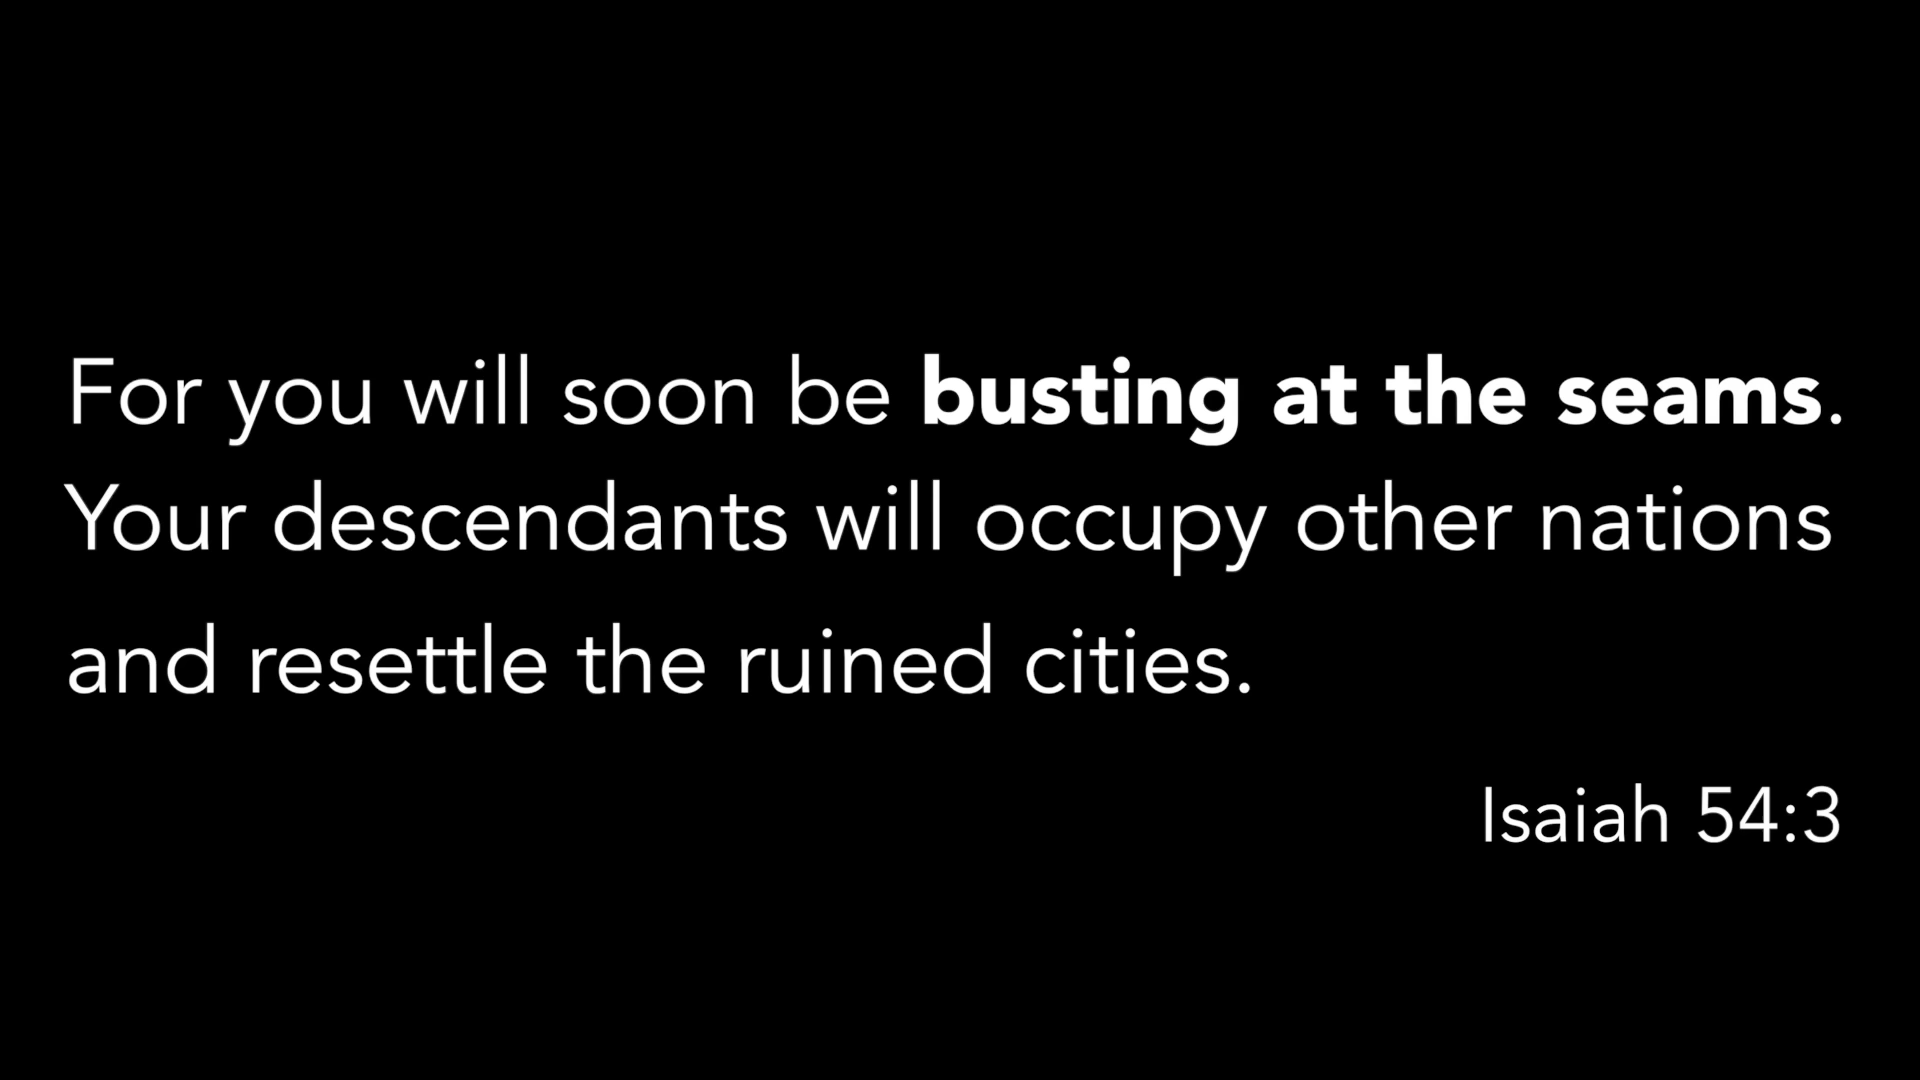 For you will soon be busting at the seams.
Your descendants will occupy other nations
and resettle the ruined cities.
Isaiah 54:3